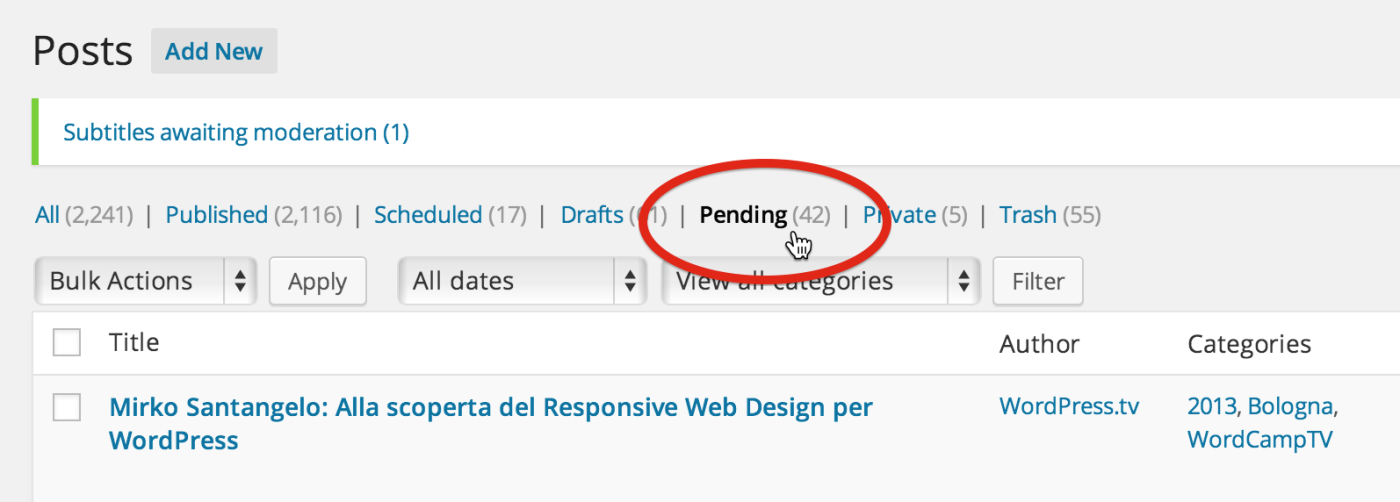 Posts Add New
Subtitles awaiting moderation (1)
All (2,241) | Published (2,116) | Scheduled (17) | Drafts (61) | Pending (42) | Private (5) | Trash (55)
Bulk Actions Apply All dates View all categories Filter
Title Author Categories
Mirko Santangelo: Alla scoperta del Responsive Web Design per WordPress.tv 2013, Bologna,
WordPress WordCampTV